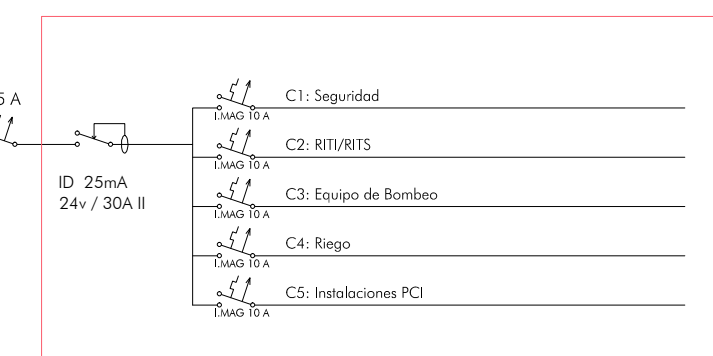 5 A
C1: Seguridad
I.MAG 10 A
C2: RITI/RITS
I.MAG 10 A
ID 25mA
24v / 30A II
C3: Equipo de Bombeo
I.MAG 10 A
C4: Riego
I.MAG 10 A
C5: Instalaciones PCI
I.MAG 10 A